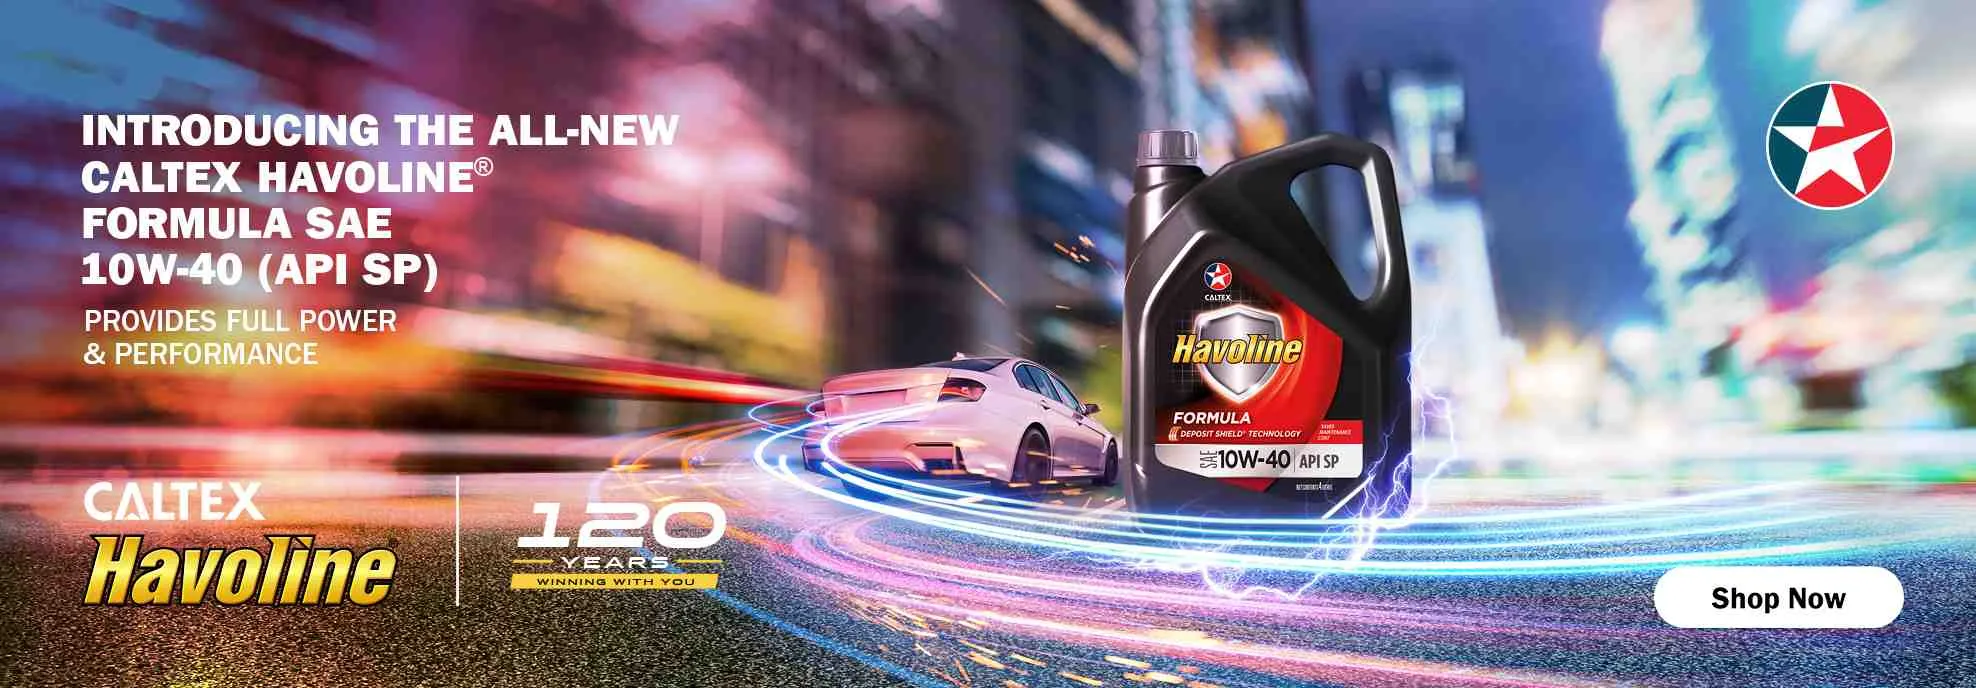 INTRODUCING THE ALL-NEW
CALTEX HAVOLINE®
FORMULA SAE
10W-40 (API SP)
PROVIDES FULL POWER
& PERFORMANCE
CALTEX
Havoline
120
YEARS
WINNING WITH YOU
CALTEX
Havoline
FORMULA
DEPOSIT SHIELD® TECHNOLOGY
SAE 10W-40 API SP
Shop Now